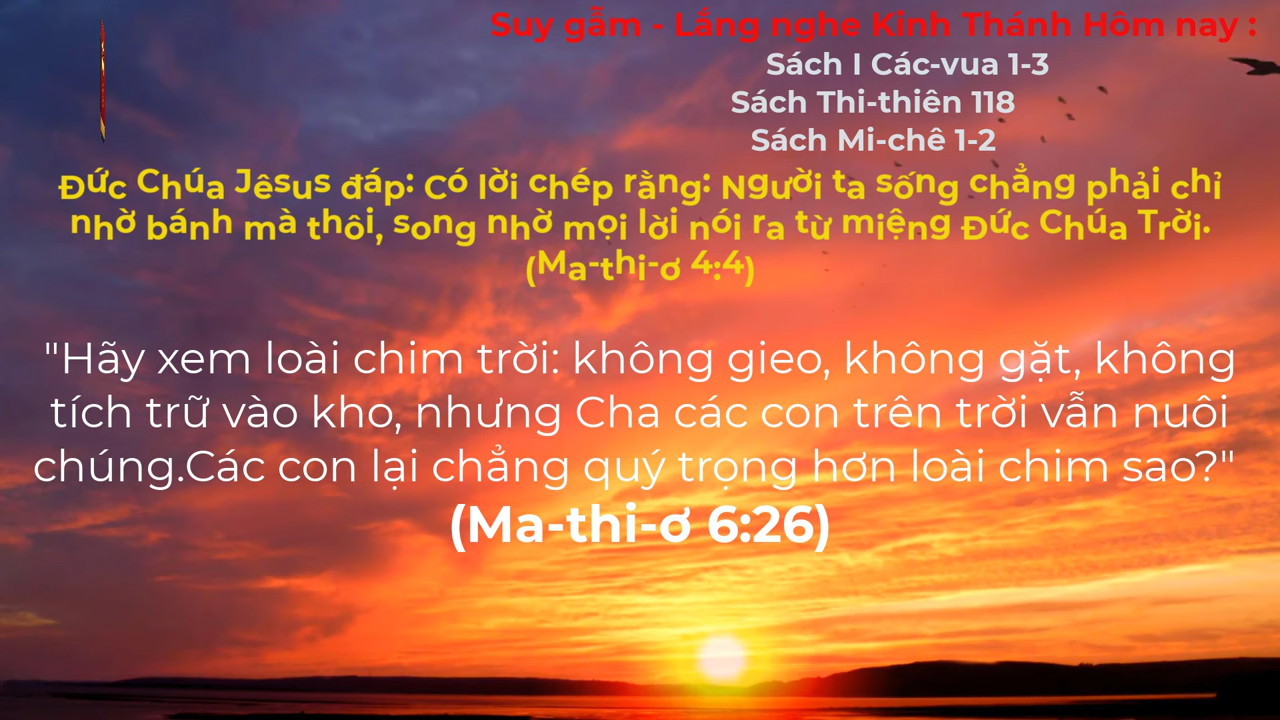 Suy gẫm - Lắng nghe Kinh Thánh Hôm nay :
Sách I Các-vua 1-3
Sách Thi-thiên 118
Sách Mi-chê 1-2
Đức Chúa Jêsus đáp: Có lời chép rằng: Người ta sống chẳng phải chỉ
nhờ bánh mà thôi, song nhờ mọi lời nói ra từ miệng Đức Chúa Trời.
(Ma-thi-ơ 4:4)
"Hãy xem loài chim trời: không gieo, không gặt, không
tích trữ vào kho, nhưng Cha các con trên trời vẫn nuôi
chúng.Các con lại chẳng quý trọng hơn loài chim sao?"
(Ma-thi-ơ 6:26)